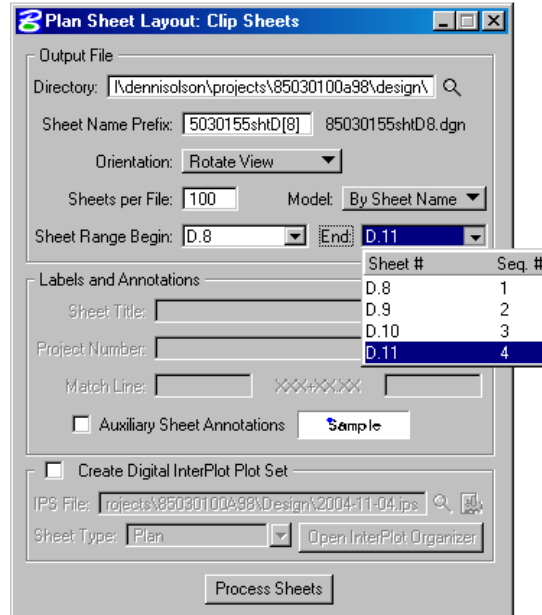 Plan Sheet Layout: Clip Sheets
Output File
Directory: l\dennisolson\projects\85030100a98\design\
Sheet Name Prefix: 5030155shtD[8] 85030155shtD8.dgn
Orientation: Rotate View
Sheets per File: 100 Model: By Sheet Name
Sheet Range Begin: D.8 End: D.11
Sheet # Seq. #
D.8 1
D.9 2
D.10 3
D.11 4
Labels and Annotations
Sheet Title:
Project Number:
Match Line: XXX+XX.XX
Auxiliary Sheet Annotations Sample
Create Digital InterPlot Plot Set
IPS File: rojects\85030100A98\Design\2004-11-04.ips
Sheet Type: Plan Open InterPlot Organizer
Process Sheets